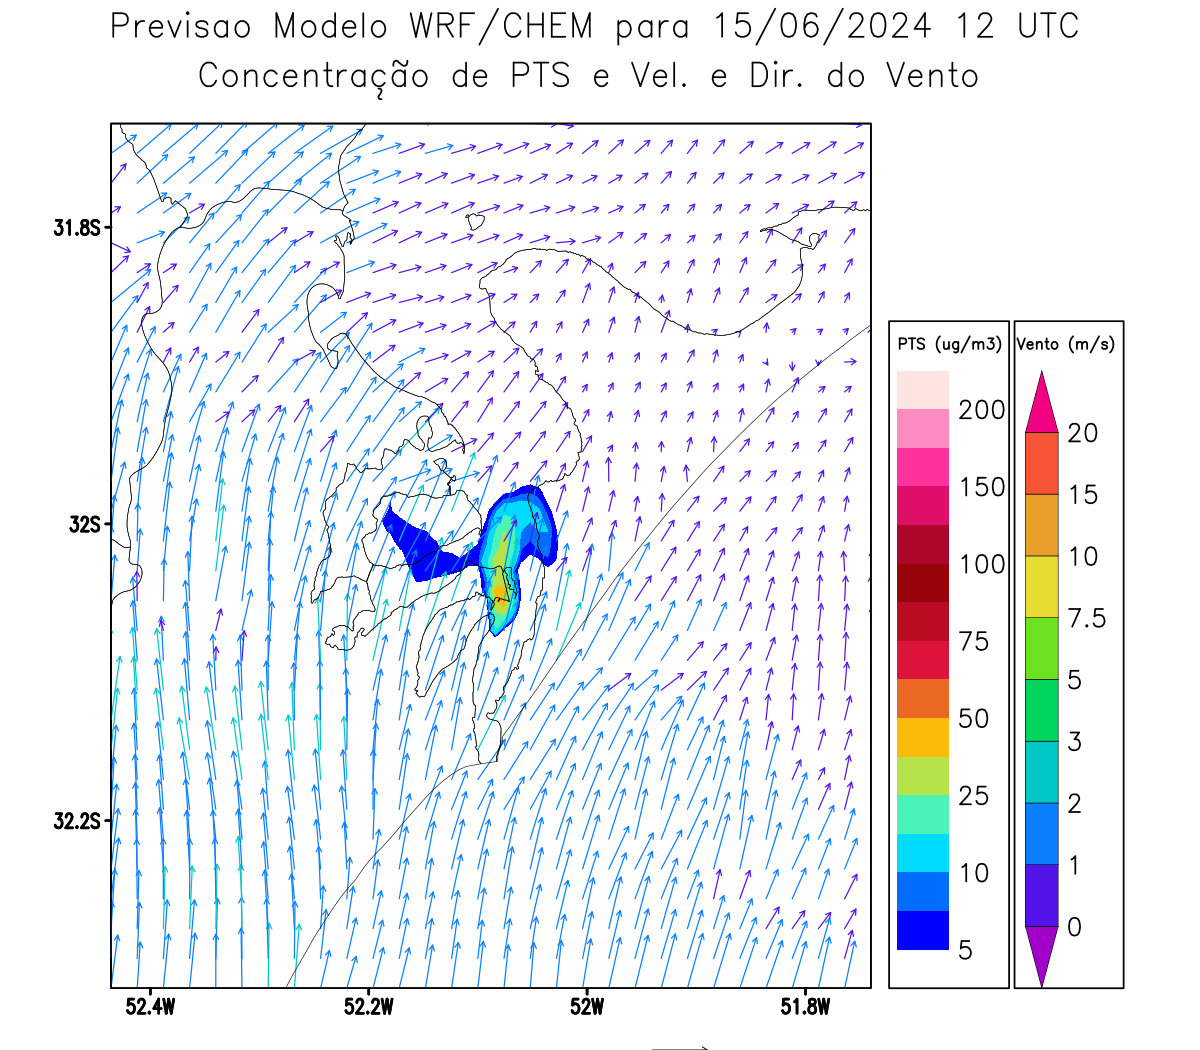 Previsao Modelo WRF/CHEM para 15/06/2024 12 UTC
Concentração de PTS e Vel. e Dir. do Vento
31.8S
32S
32.2S
52.4W 52.2W 52W 51.8W
PTS (ug/m3)
200
150
100
75
50
25
10
5
Vento (m/s)
20
15
10
7.5
5
3
2
1
0